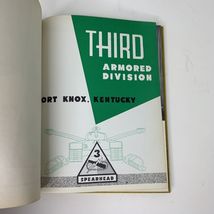 THIRD
ARMORED
DIVISION
ORT KNOX, KENTUCKY
3
SPEARHEAD